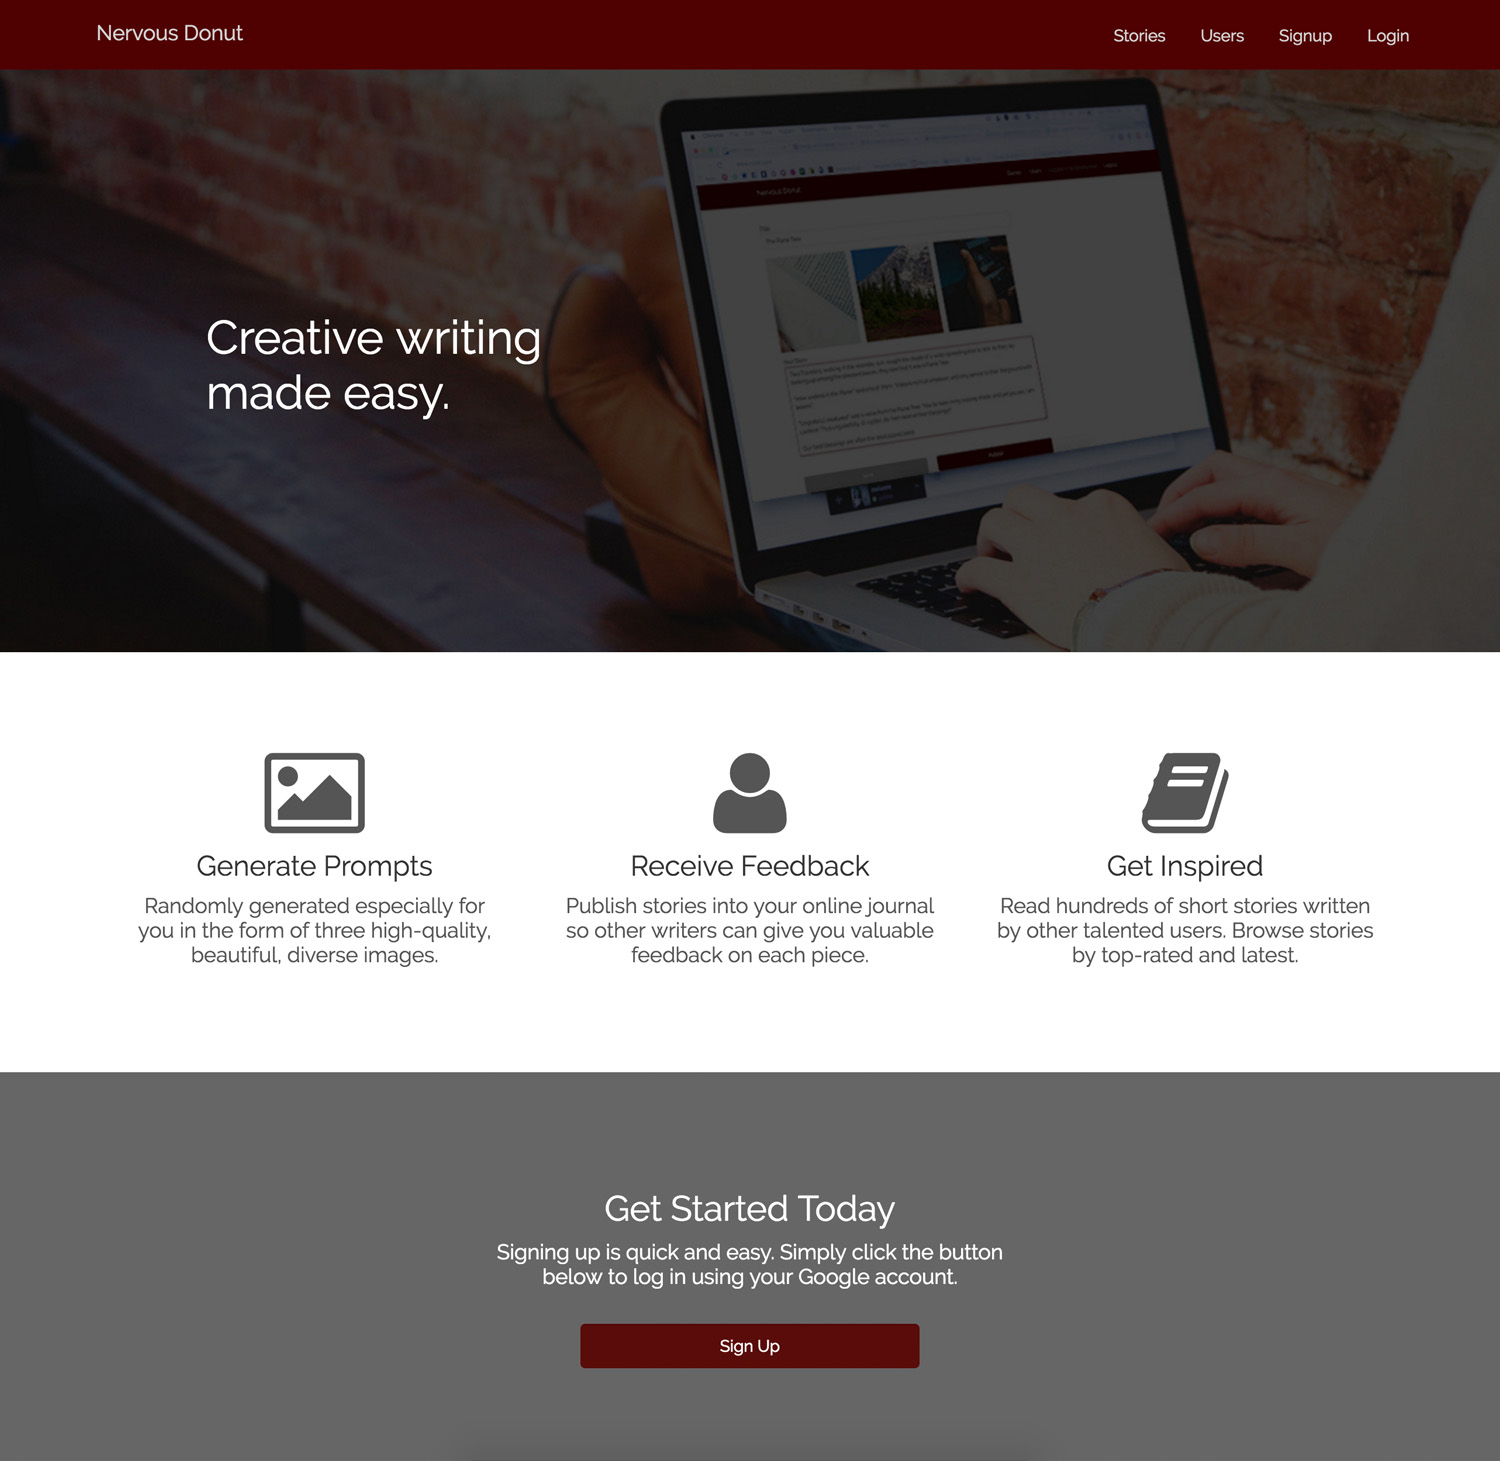 Nervous Donut
Stories Users Signup Login
Nervous Donut
Creative writing
made easy.
Generate Prompts
Randomly generated especially for
you in the form of three high-quality,
beautiful, diverse images.
Receive Feedback
Publish stories into your online journal
so other writers can give you valuable
feedback on each piece.
Get Inspired
Read hundreds of short stories written
by other talented users. Browse stories
by top-rated and latest.
Get Started Today
Signing up is quick and easy. Simply click the button
below to log in using your Google account.
Sign Up